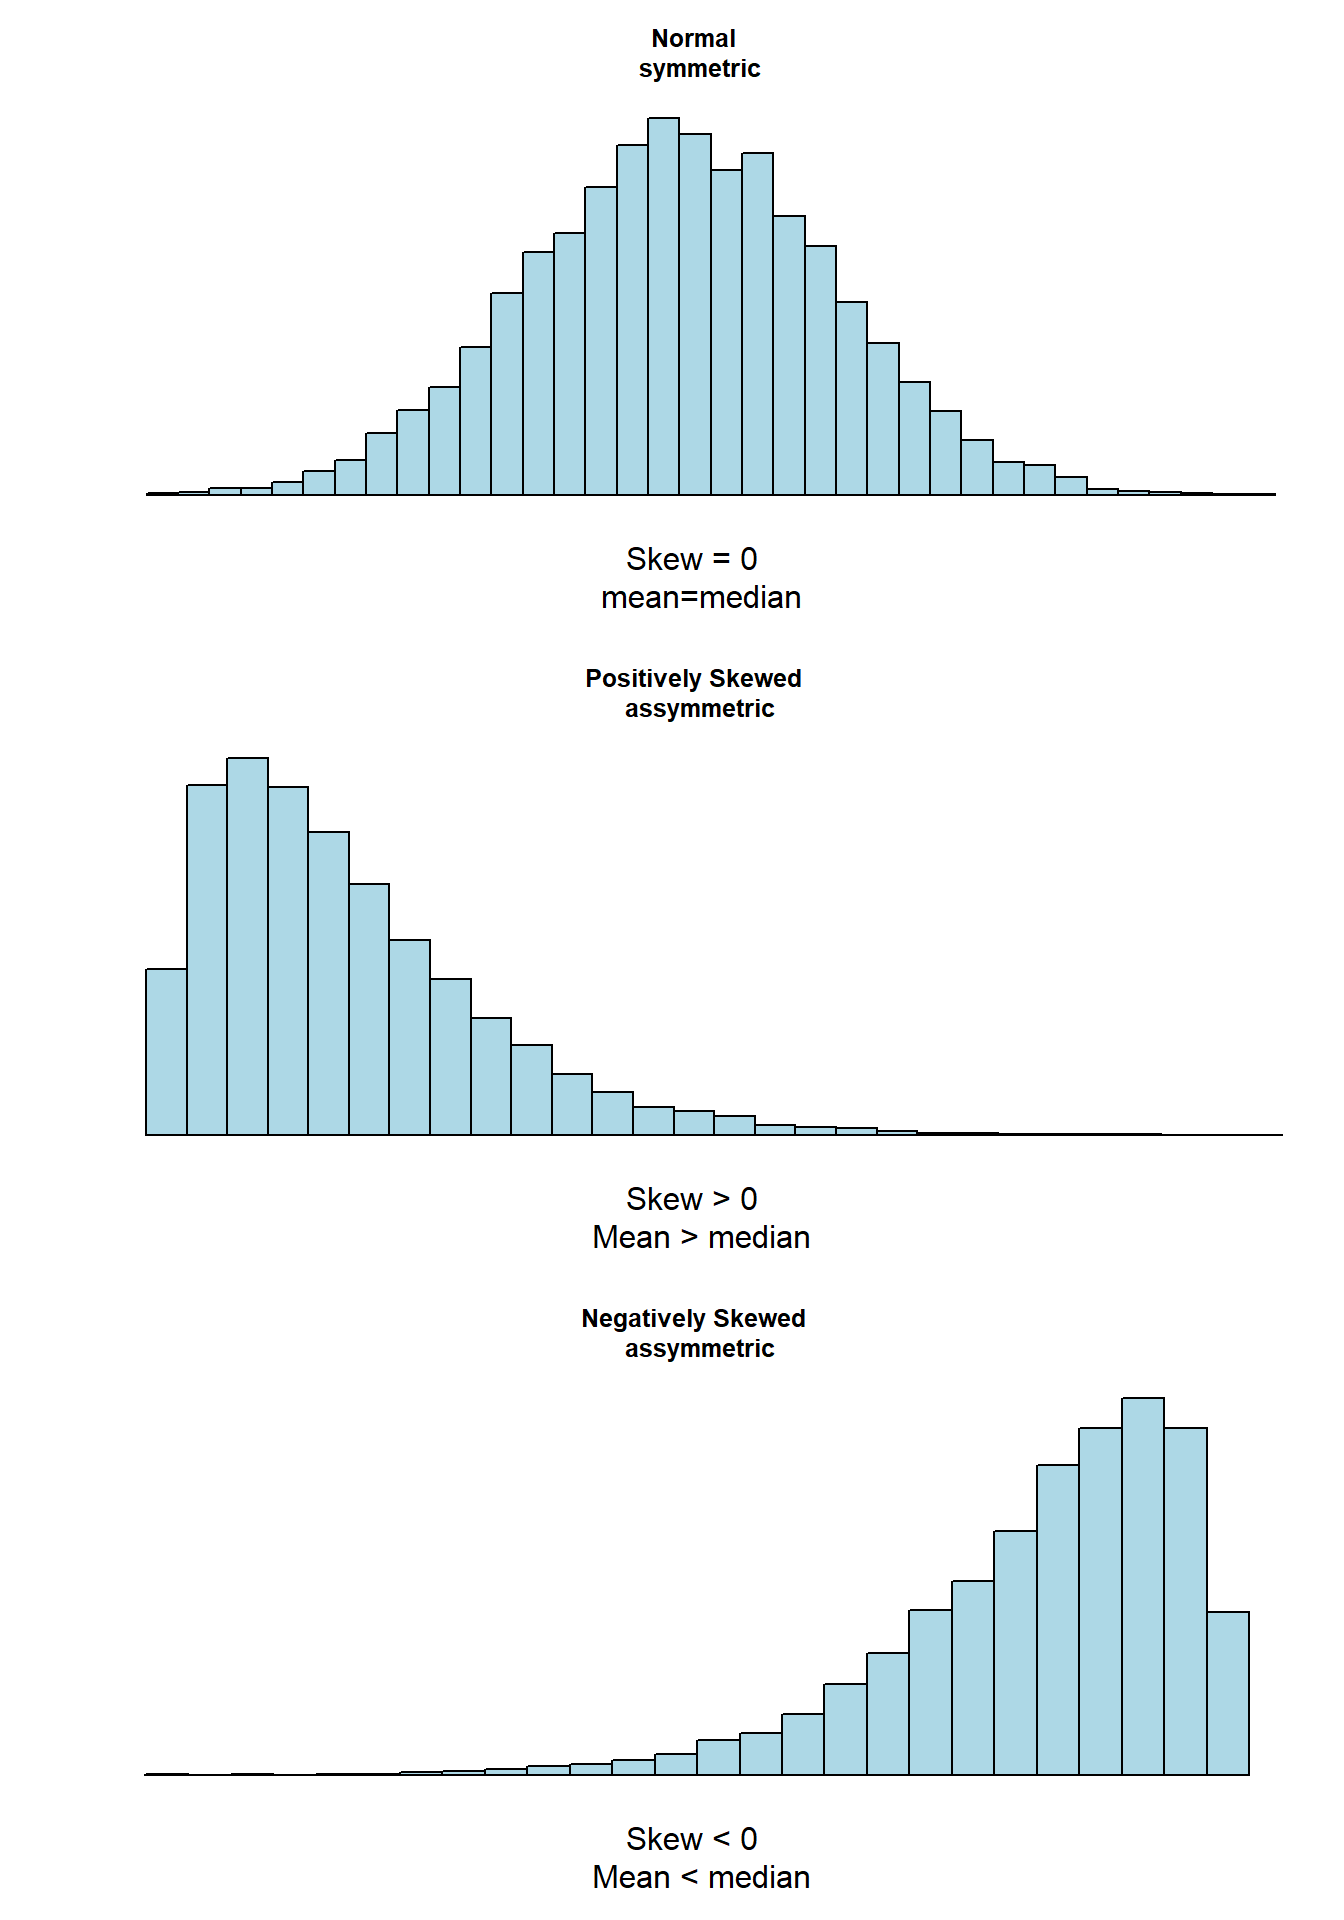 Normal
symmetric
Skew = 0
mean=median
Positively Skewed
assymmetric
Skew > 0
Mean > median
Negatively Skewed
assymmetric
Skew < 0
Mean < median